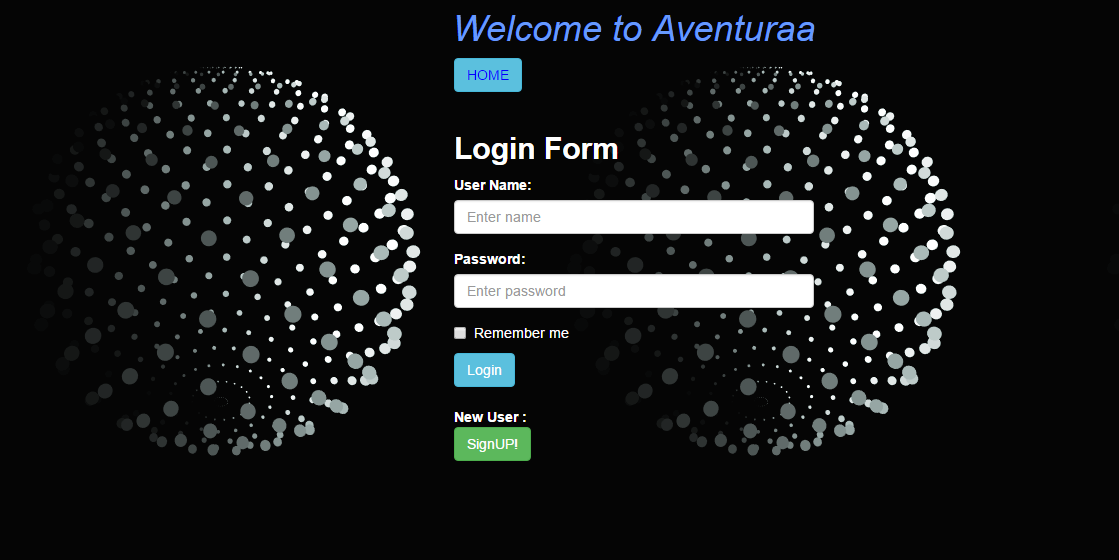 Welcome to Aventuraa
HOME
Login Form
User Name:
Enter name
Password:
Enter password
Remember me
Login
New User :
SignUP!